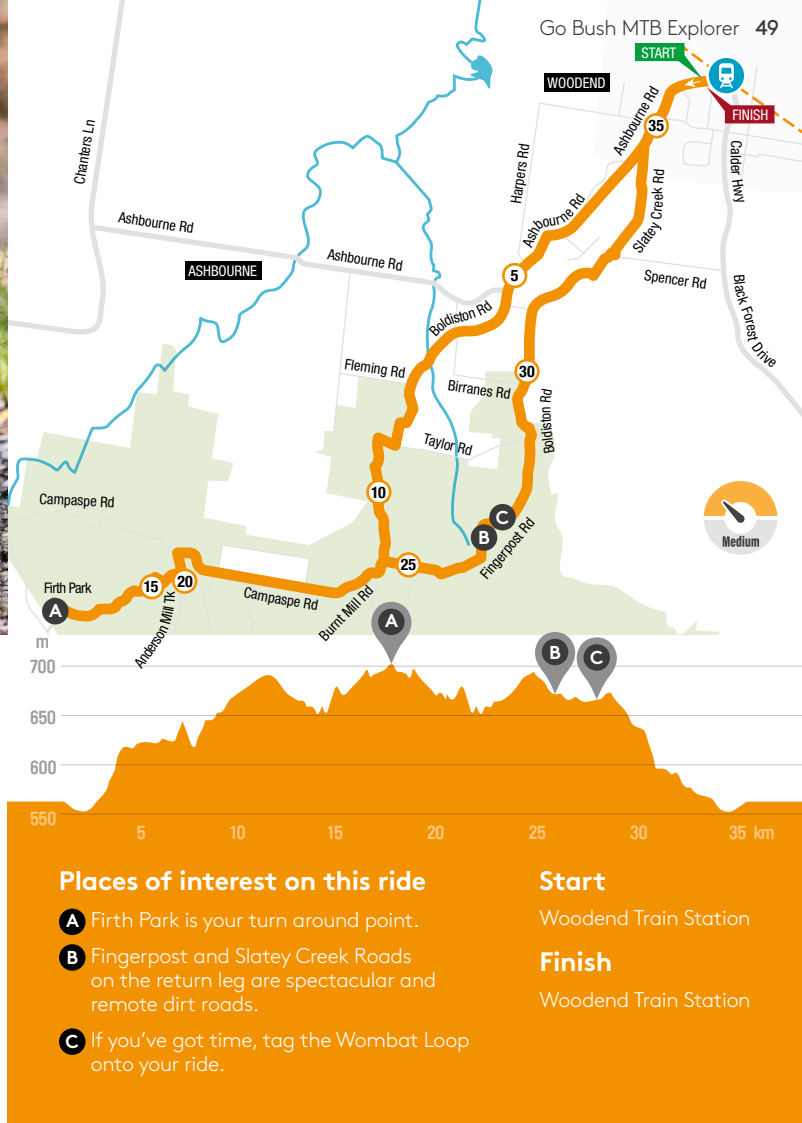 Go Bush MTB Explorer 49
START
WOODEND
FINISH
Ashbourne Rd
35
Chanters Ln
Harpers Rd
Calder Hwy
Ashbourne Rd
Slatey Creek Rd
Ashbourne Rd
Ashbourne Rd
ASHBOURNE
5
Spencer Rd
Black Forest Drive
Boldiston Rd
Fleming Rd
30
Birranes Rd
Boldiston Rd
Taylor Rd
10
Campaspe Rd
C
B
Fingerpost Rd
Medium
25
Firth Park
15
20
A
Anderson Mill Tk
Campaspe Rd
Burnt Mill Rd
m
A
B
C
700
650
600
550
5 10 15 20 25 30 35 km
Places of interest on this ride
A Firth Park is your turn around point.
B Fingerpost and Slatey Creek Roads
on the return leg are spectacular and
remote dirt roads.
C If you’ve got time, tag the Wombat Loop
onto your ride.
Start
Woodend Train Station
Finish
Woodend Train Station